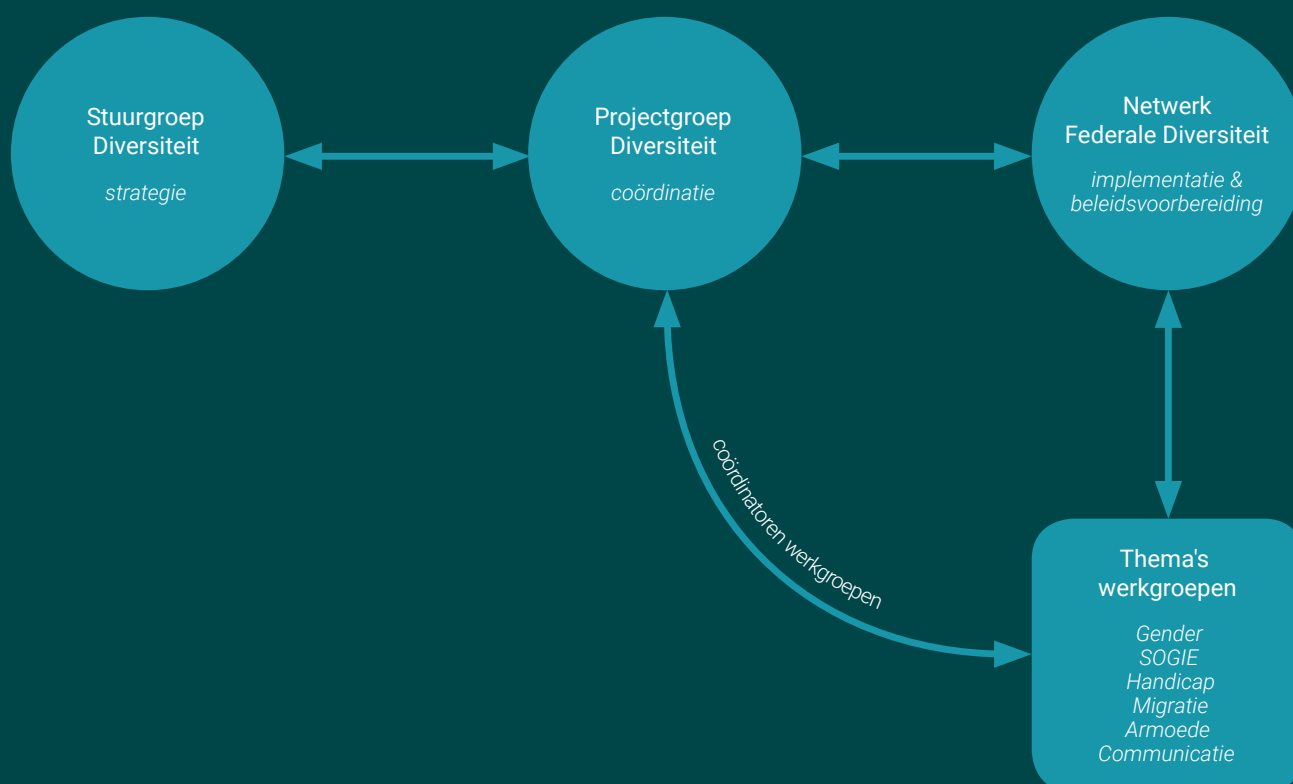 Stuurgroep
Diversiteit
strategie
Projectgroep
Diversiteit
coördinatie
Netwerk
Federale Diversiteit
implementatie &
beleidsvoorbereiding
coördinatoren werkgroepen
Thema's
werkgroepen
Gender
SOGIE
Handicap
Migratie
Armoede
Communicatie